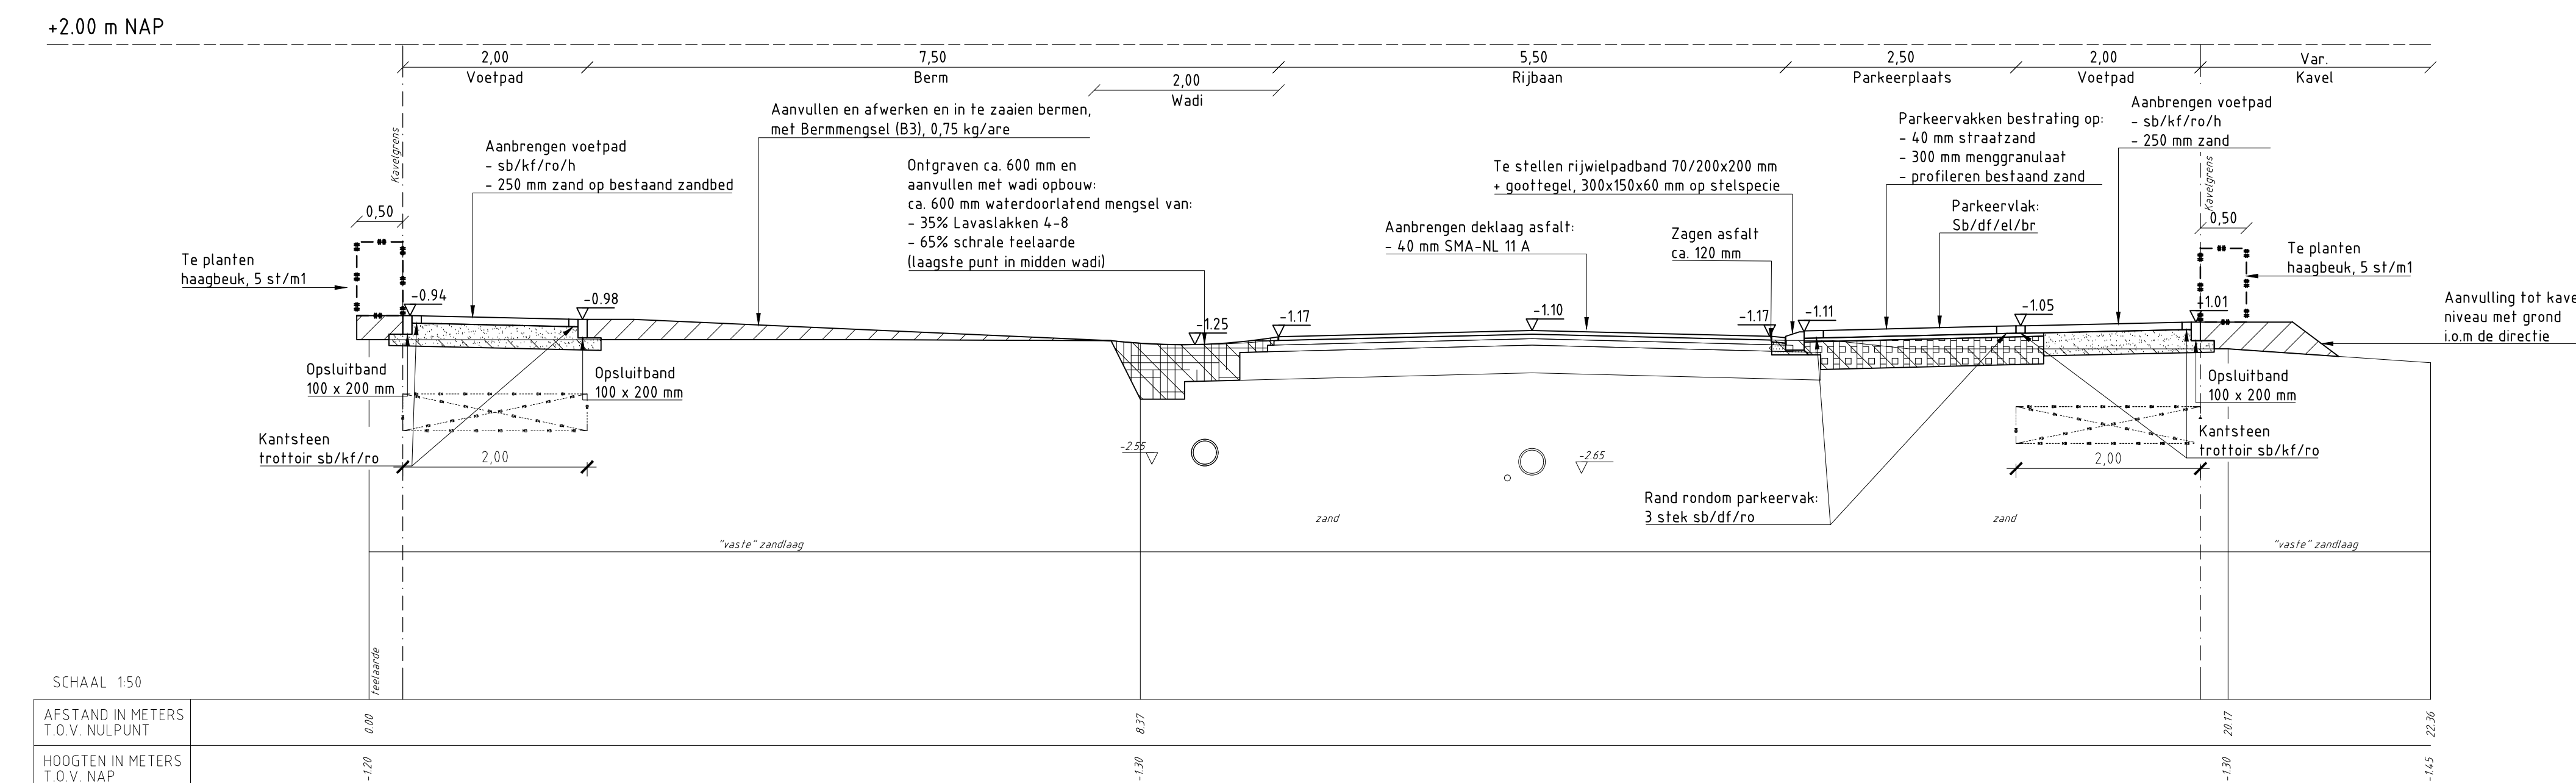 +2.00 m NAP
2,00
Voetpad
7,50
Berm
2,00
Wadi
5,50
Rijbaan
2,50
Parkeerplaats
2,00
Voetpad
Var.
Kavel
Kavelgrens
Aanbrengen voetpad
- sb/kf/ro/h
- 250 mm zand op bestaand zandbed
Aanvullen en afwerken en in te zaaien bermen,
met Bermmengsel (B3), 0,75 kg/are
Ontgraven ca. 600 mm en
aanvullen met wadi opbouw:
ca. 600 mm waterdoorlatend mengsel van:
- 35% Lavaslakken 4-8
- 65% schrale teelaarde
(laagste punt in midden wadi)
Aanbrengen deklaag asfalt:
- 40 mm SMA-NL 11 A
Te stellen rijwielpadband 70/200x200 mm
+ goottegel, 300x150x60 mm op stelspecie
Zagen asfalt
ca. 120 mm
Parkeervakken bestrating op:
- 40 mm straatzand
- 300 mm menggranulaat
- profileren bestaand zand
Parkeervlak:
Sb/df/el/br
Aanbrengen voetpad
- sb/kf/ro/h
- 250 mm zand
Kavelgrens
0,50
0,50
Te planten
haagbeuk, 5 st/m1
Te planten
haagbeuk, 5 st/m1
Aanvulling tot kave
niveau met grond
i.o.m de directie
-0.94
-0.98
-1.25
-1.17
-1.10
-1.17
-1.11
-1.05
-1.01
Opsluitband
100 x 200 mm
Opsluitband
100 x 200 mm
Opsluitband
100 x 200 mm
Kantsteen
trottoir sb/kf/ro
2,00
-2.55
-2.65
Kantsteen
trottoir sb/kf/ro
2,00
Rand rondom parkeervak:
3 stek sb/df/ro
zand
zand
"vaste" zandlaag
"vaste" zandlaag
teelaarde
SCHAAL 1:50
AFSTAND IN METERS
T.O.V. NULPUNT
0.00
8.37
20.17
22.36
HOOGTEN IN METERS
T.O.V. NAP
-1.20
-1.30
-1.30
-1.45